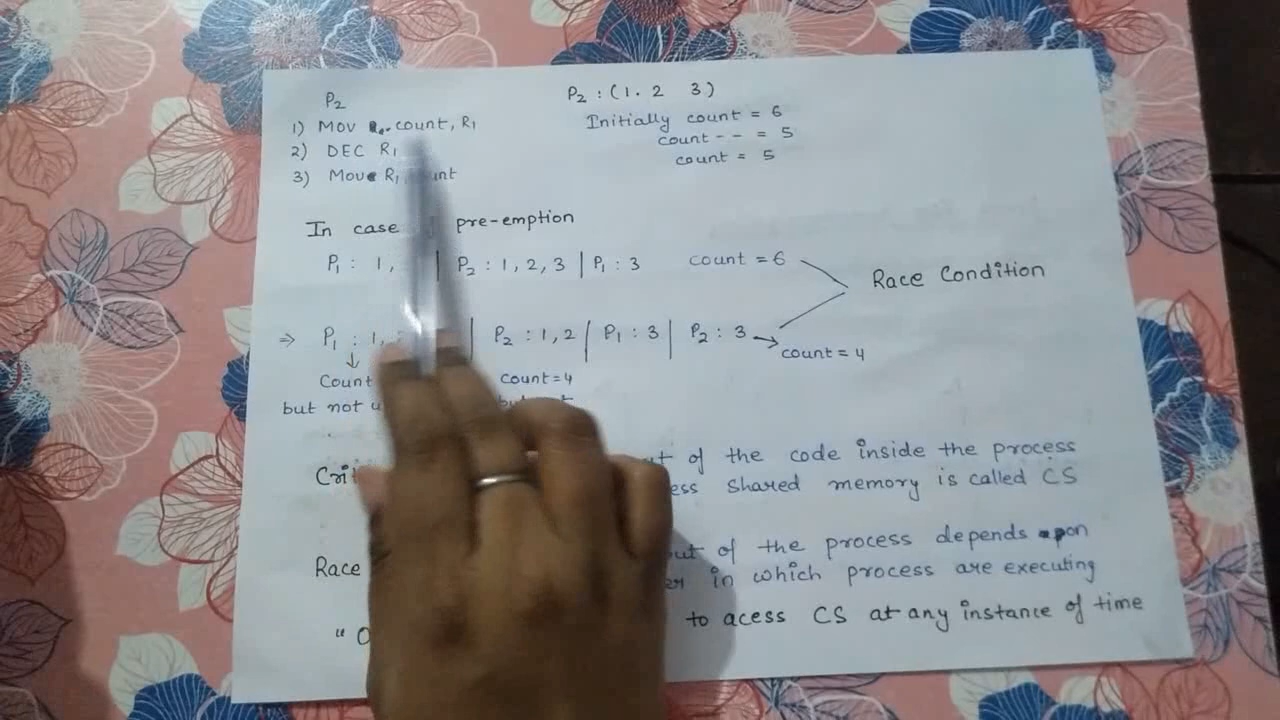 P2
1) Mov count, R1
2) DEC R1
3) Move R1,
P2 : (1. 2 3)
Initially count = 6
count - - = 5
count = 5
In case pre-emption
P1 : 1, | P2 : 1, 2, 3 | P1 : 3 count = 6
Race Condition
⇒ P1 : 1, | P2 : 1, 2 | P1 : 3 | P2 : 3 → count = 4
Count count=4
but not
of the code inside the process
shared memory is called CS
Race of the process depends upon
in which process are executing
" to acess CS at any instance of time